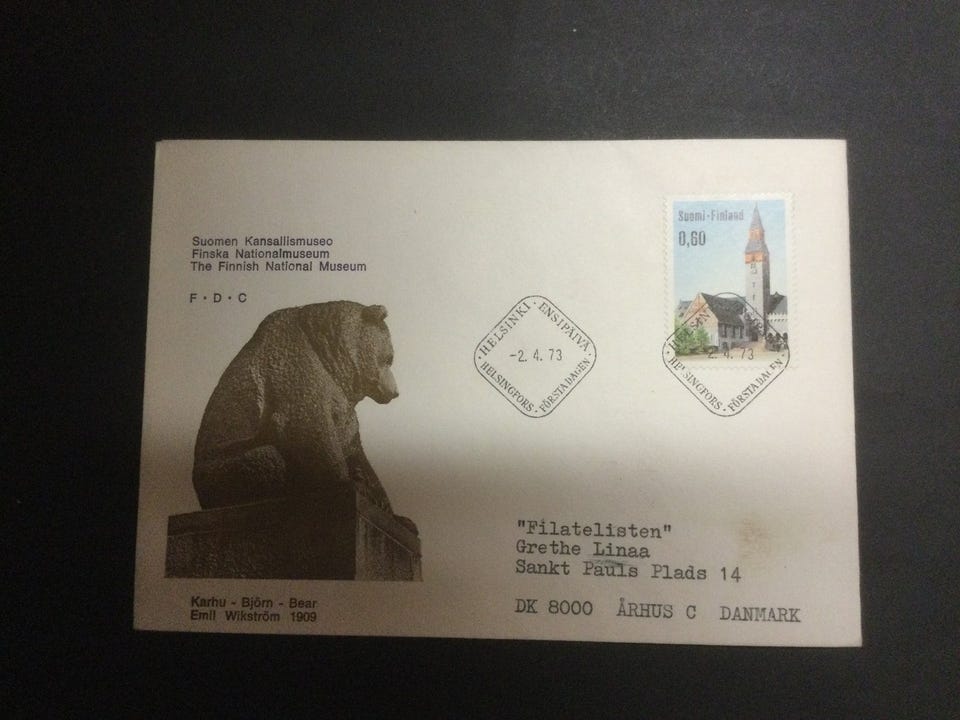 Suomen Kansallismuseo
Finska Nationalmuseum
The Finnish National Museum
F · D · C
Suomi-Finland
0,60
HELSINKI · ENSIPÄIVÄ
-2. 4. 73
HELSINGFORS · FÖRSTA DAGEN
2. 4. 73
HELSINGFORS · FÖRSTA DAGEN
"Filatelisten"
Grethe Linaa
Sankt Pauls Plads 14
DK 8000 ÅRHUS C DANMARK
Karhu - Björn - Bear
Emil Wikström 1909